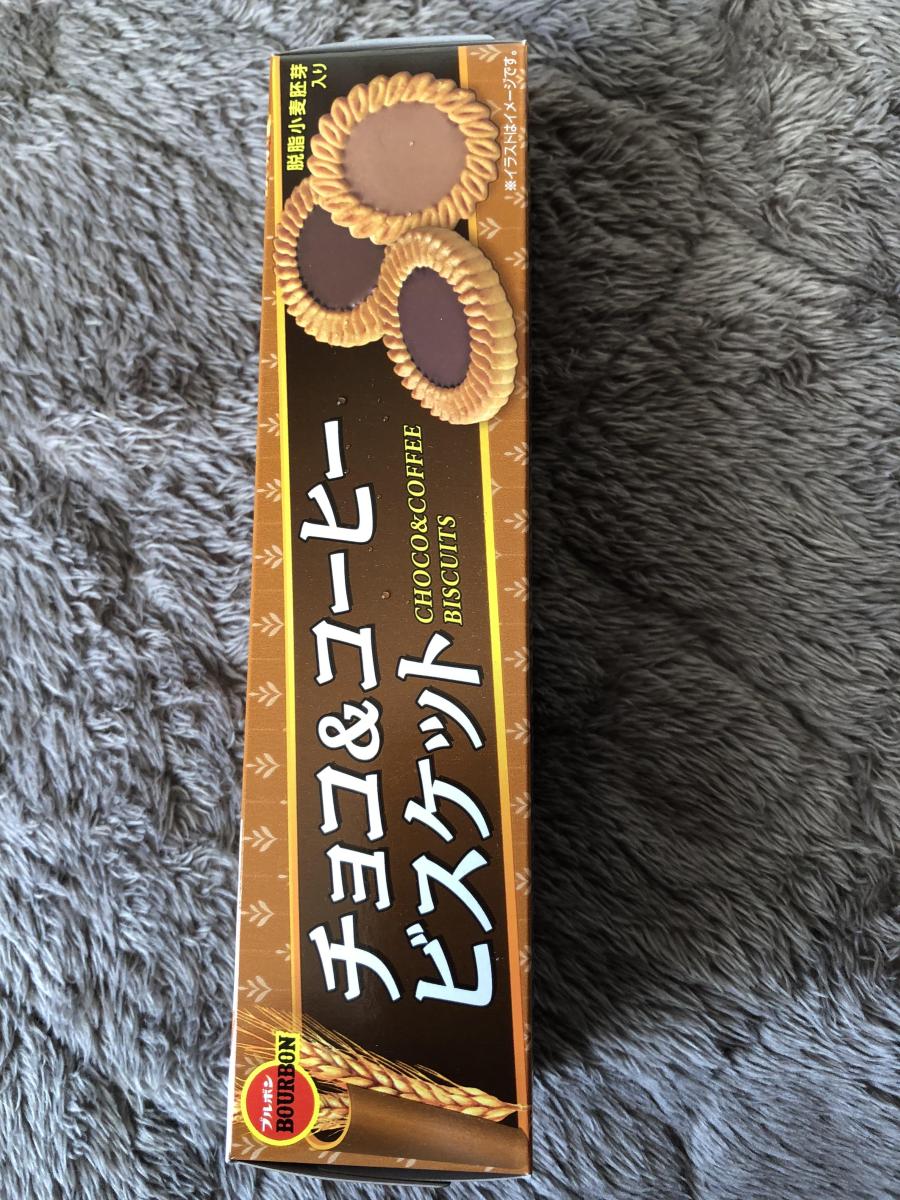 ブルボン
BOURBON
チョコ&コーヒー
ビスケット
CHOCO&COFFEE
BISCUITS
脱脂小麦胚芽
入り
※イラストはイメージです。